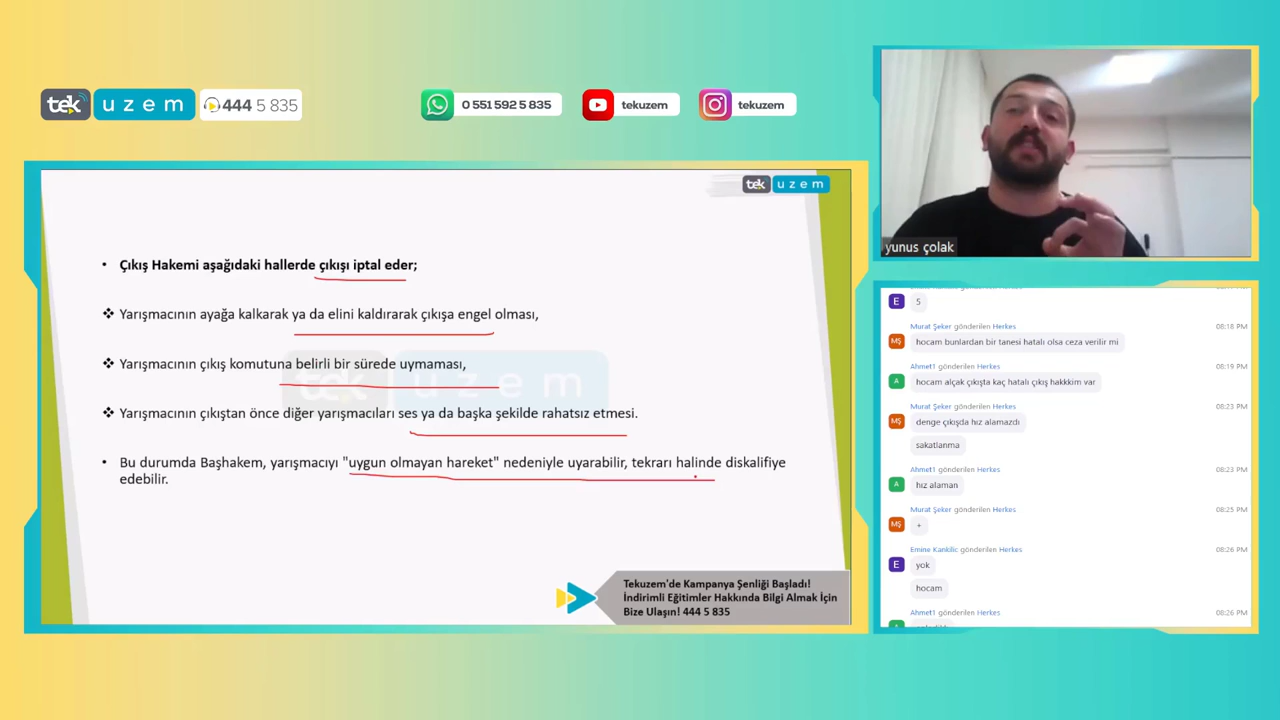 tek uzem 444 5 835
0 551 592 5 835
tekuzem
tekuzem
tek uzem
• Çıkış Hakemi aşağıdaki hallerde çıkışı iptal eder;
❖ Yarışmacının ayağa kalkarak ya da elini kaldırarak çıkışa engel olması,
❖ Yarışmacının çıkış komutuna belirli bir sürede uymaması,
tek uzem
❖ Yarışmacının çıkıştan önce diğer yarışmacıları ses ya da başka şekilde rahatsız etmesi.
• Bu durumda Başhakem, yarışmacıyı "uygun olmayan hareket" nedeniyle uyarabilir, tekrarı halinde diskalifiye
edebilir.
Tekuzem'de Kampanya Şenliği Başladı!
İndirimli Eğitimler Hakkında Bilgi Almak İçin
Bize Ulaşın! 444 5 835
yunus çolak
E 5
Murat Şeker gönderilen Herkes 08:18 PM
MŞ hocam bunlardan bir tanesi hatalı olsa ceza verilir mi
Ahmet1 gönderilen Herkes 08:19 PM
A hocam alçak çıkışta kaç hatalı çıkış hakkkim var
Murat Şeker gönderilen Herkes 08:23 PM
MŞ denge çıkışda hız alamazdı
sakatlanma
Ahmet1 gönderilen Herkes 08:23 PM
A hız alaman
Murat Şeker gönderilen Herkes 08:25 PM
MŞ +
Emine Kankilic gönderilen Herkes 08:26 PM
E yok
hocam
Ahmet1 gönderilen Herkes 08:26 PM